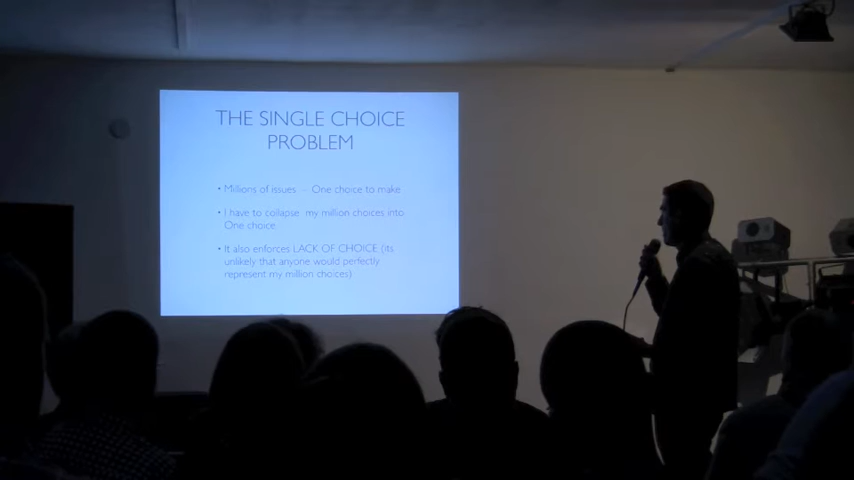 THE SINGLE CHOICE
PROBLEM
• Millions of issues - One choice to make
• I have to collapse my million choices into
One choice
• It also enforces LACK OF CHOICE (its
unlikely that anyone would perfectly
represent my million choices)